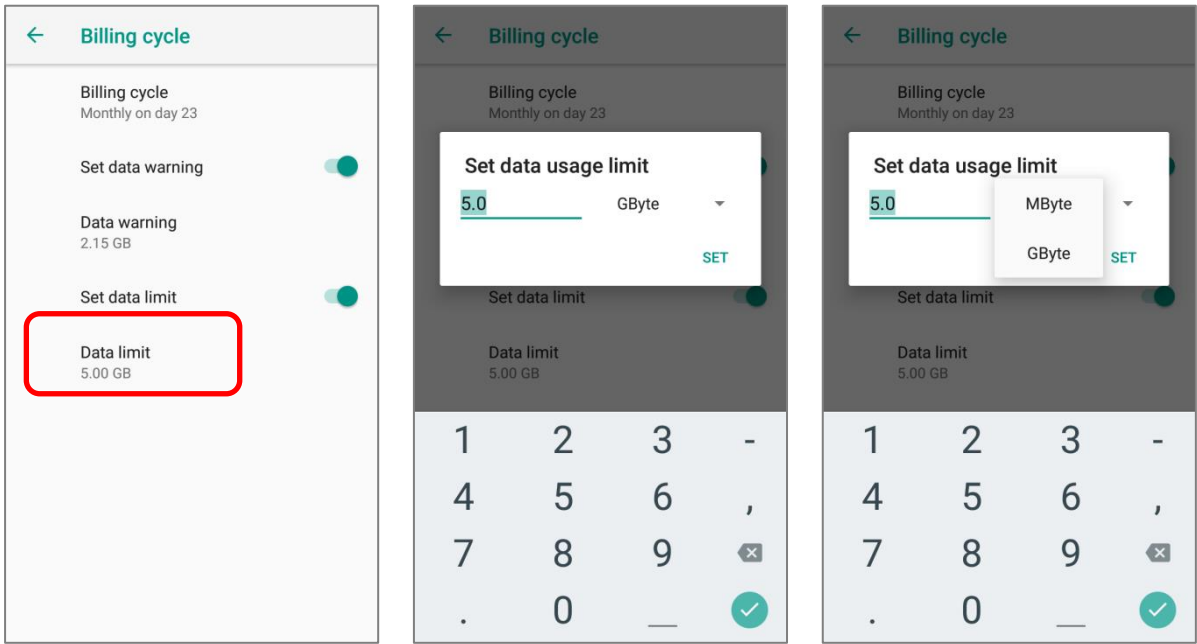 Billing cycle
Billing cycle
Monthly on day 23
Set data warning
Data warning
2.15 GB
Set data limit
Data limit
5.00 GB
Billing cycle
Billing cycle
Monthly on day 23
Set data usage limit
5.0 GByte
SET
Set data limit
Data limit
5.00 GB
1 2 3 -
4 5 6 ,
7 8 9
. 0 _
Billing cycle
Billing cycle
Monthly on day 23
Set data usage limit
5.0 MByte
GByte
SET
Set data limit
Data limit
5.00 GB
1 2 3 -
4 5 6 ,
7 8 9
. 0 _